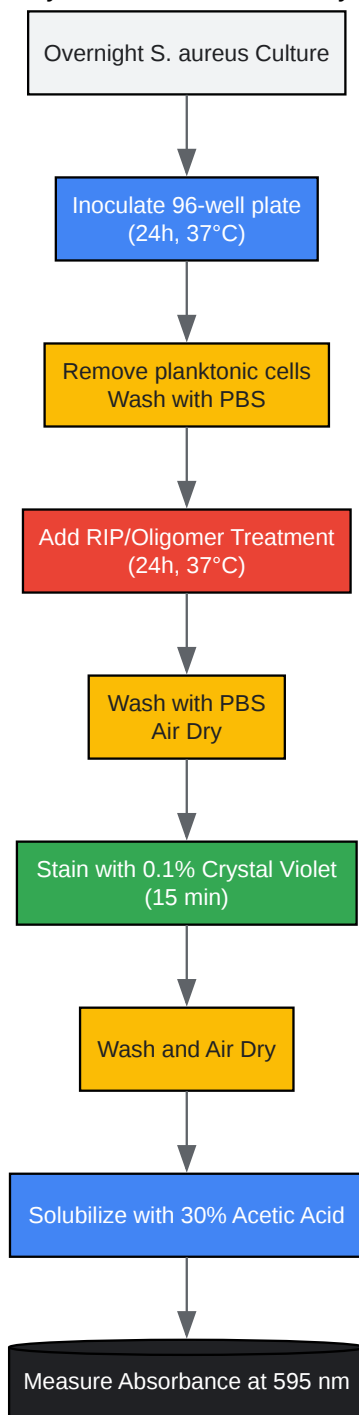 Overnight S. aureus Culture
Inoculate 96-well plate
(24h, 37°C)
Remove planktonic cells
Wash with PBS
Add RIP/Oligomer Treatment
(24h, 37°C)
Wash with PBS
Air Dry
Stain with 0.1% Crystal Violet
(15 min)
Wash and Air Dry
Solubilize with 30% Acetic Acid
Measure Absorbance at 595 nm